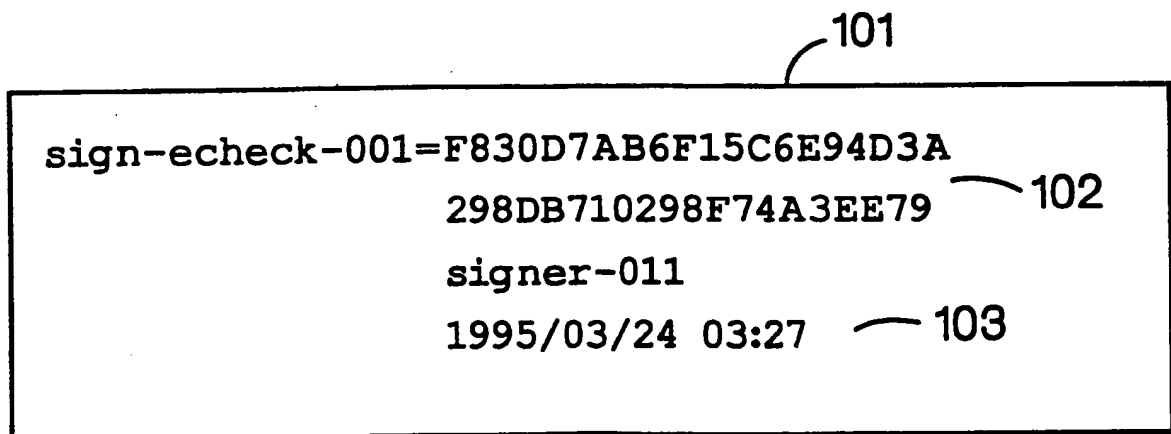 101
sign-echeck-001=F830D7AB6F15C6E94D3A
298DB710298F74A3EE79
102
signer-011
1995/03/24 03:27
103